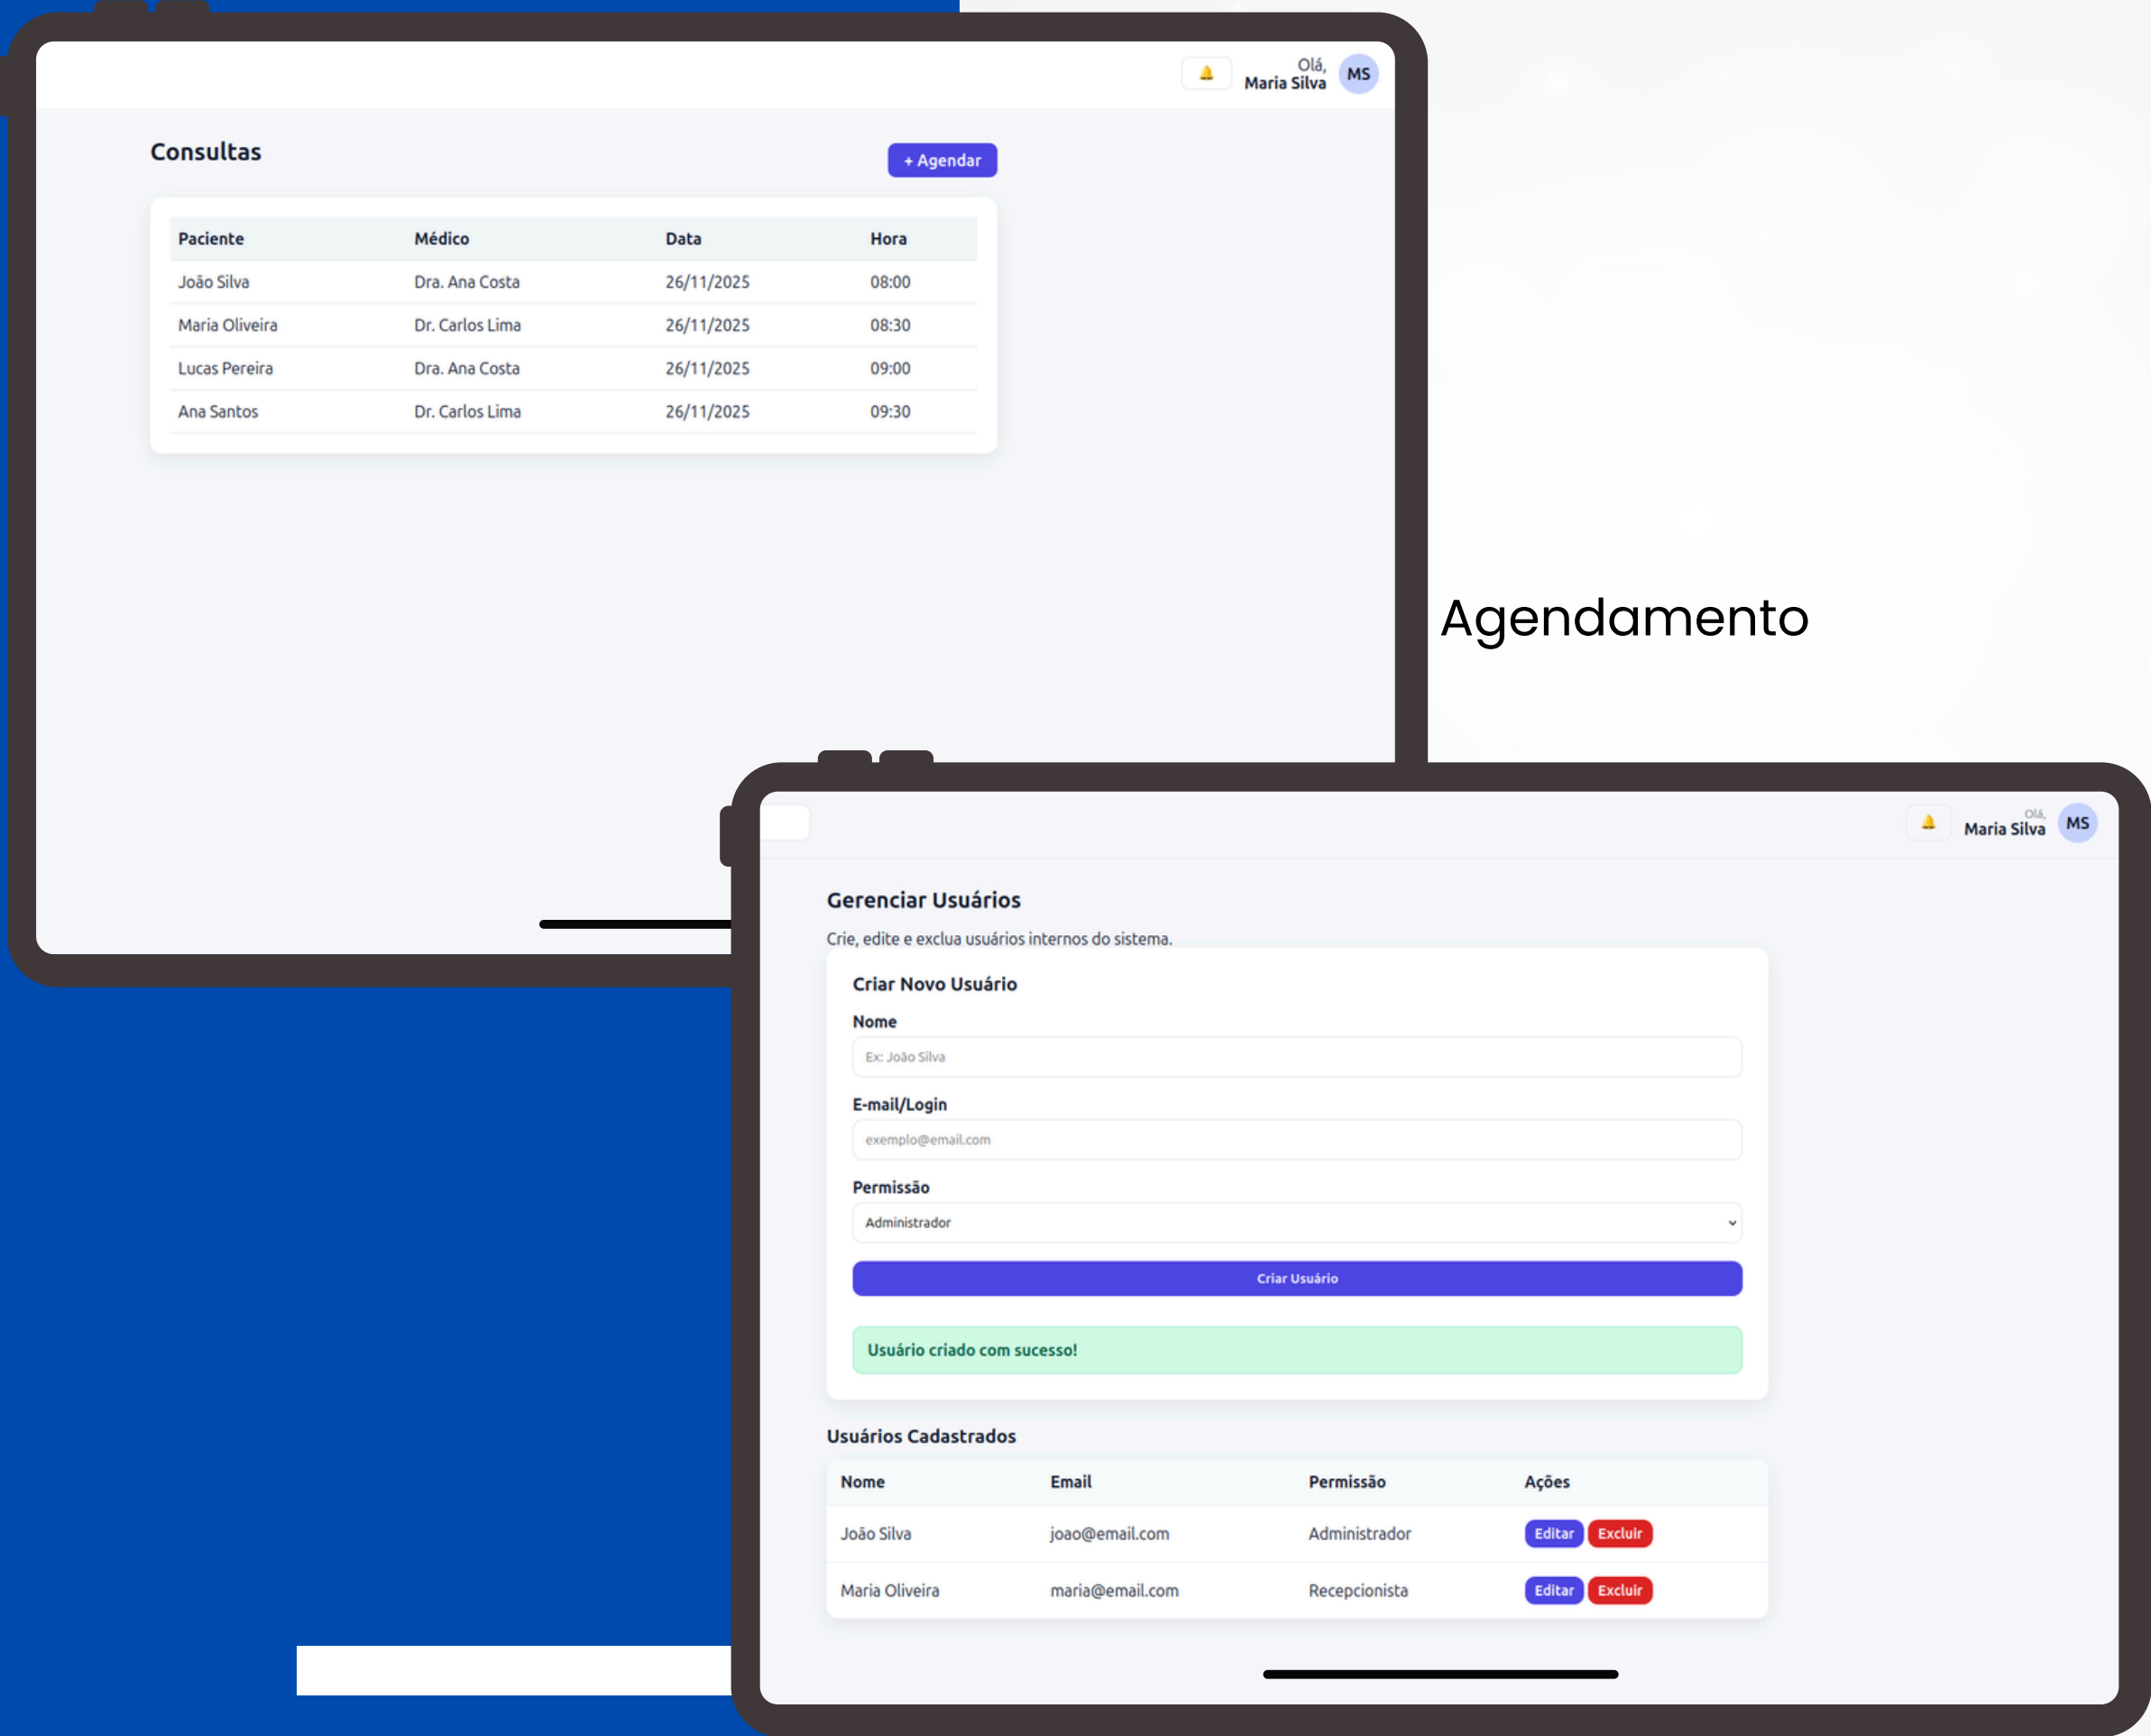 Olá,
Maria Silva
MS
Consultas
+ Agendar
Paciente Médico Data Hora
João Silva Dra. Ana Costa 26/11/2025 08:00
Maria Oliveira Dr. Carlos Lima 26/11/2025 08:30
Lucas Pereira Dra. Ana Costa 26/11/2025 09:00
Ana Santos Dr. Carlos Lima 26/11/2025 09:30
Agendamento
Olá,
Maria Silva
MS
Gerenciar Usuários
Crie, edite e exclua usuários internos do sistema.
Criar Novo Usuário
Nome
Ex: João Silva
E-mail/Login
exemplo@email.com
Permissão
Administrador
Criar Usuário
Usuário criado com sucesso!
Usuários Cadastrados
Nome Email Permissão Ações
João Silva joao@email.com Administrador Editar Excluir
Maria Oliveira maria@email.com Recepcionista Editar Excluir